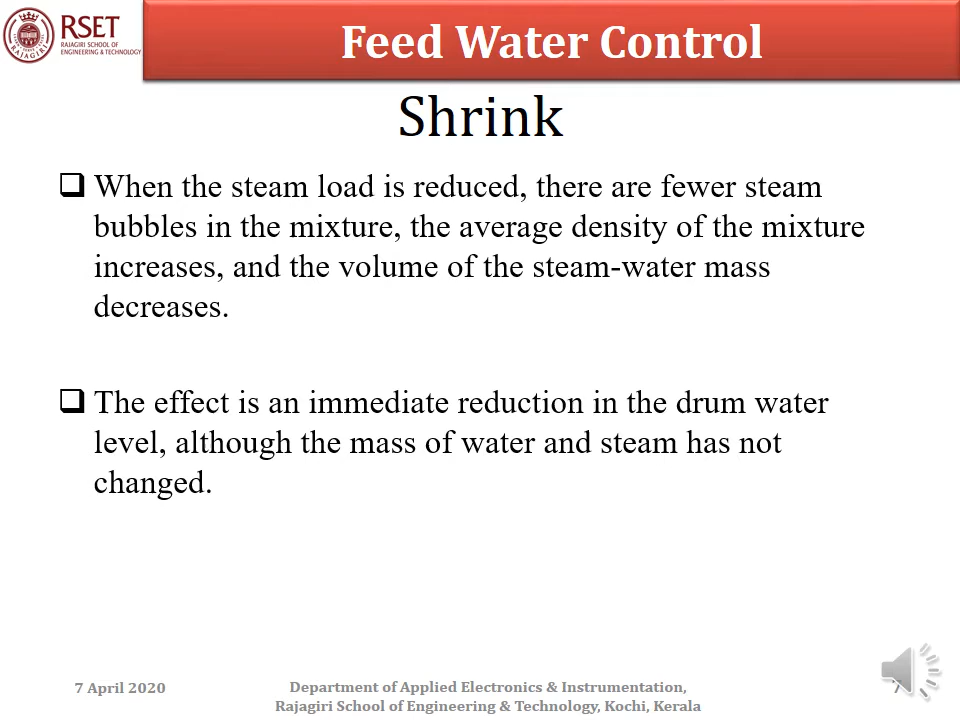 RSET
RAJAGIRI SCHOOL OF
ENGINEERING & TECHNOLOGY
RAJAGIRI
Feed Water Control
Shrink
When the steam load is reduced, there are fewer steam
bubbles in the mixture, the average density of the mixture
increases, and the volume of the steam-water mass
decreases.
The effect is an immediate reduction in the drum water
level, although the mass of water and steam has not
changed.
7 April 2020
Department of Applied Electronics & Instrumentation,
Rajagiri School of Engineering & Technology, Kochi, Kerala
7